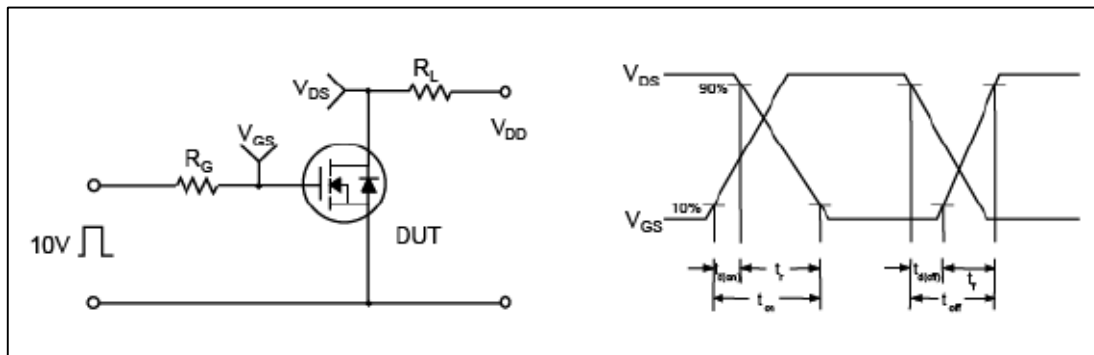 V_DS
R_L
V_GS
V_DD
R_G
10V
DUT
V_DS
90%
10%
V_GS
t_d(on)
t_r
t_d(off)
t_f
t_on
t_off